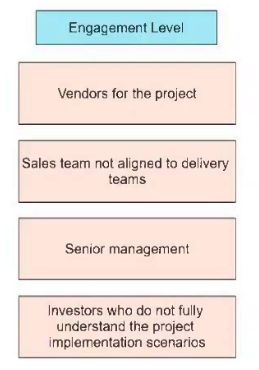 Engagement Level
Vendors for the project
Sales team not aligned to delivery
teams
Senior management
Investors who do not fully
understand the project
implementation scenarios